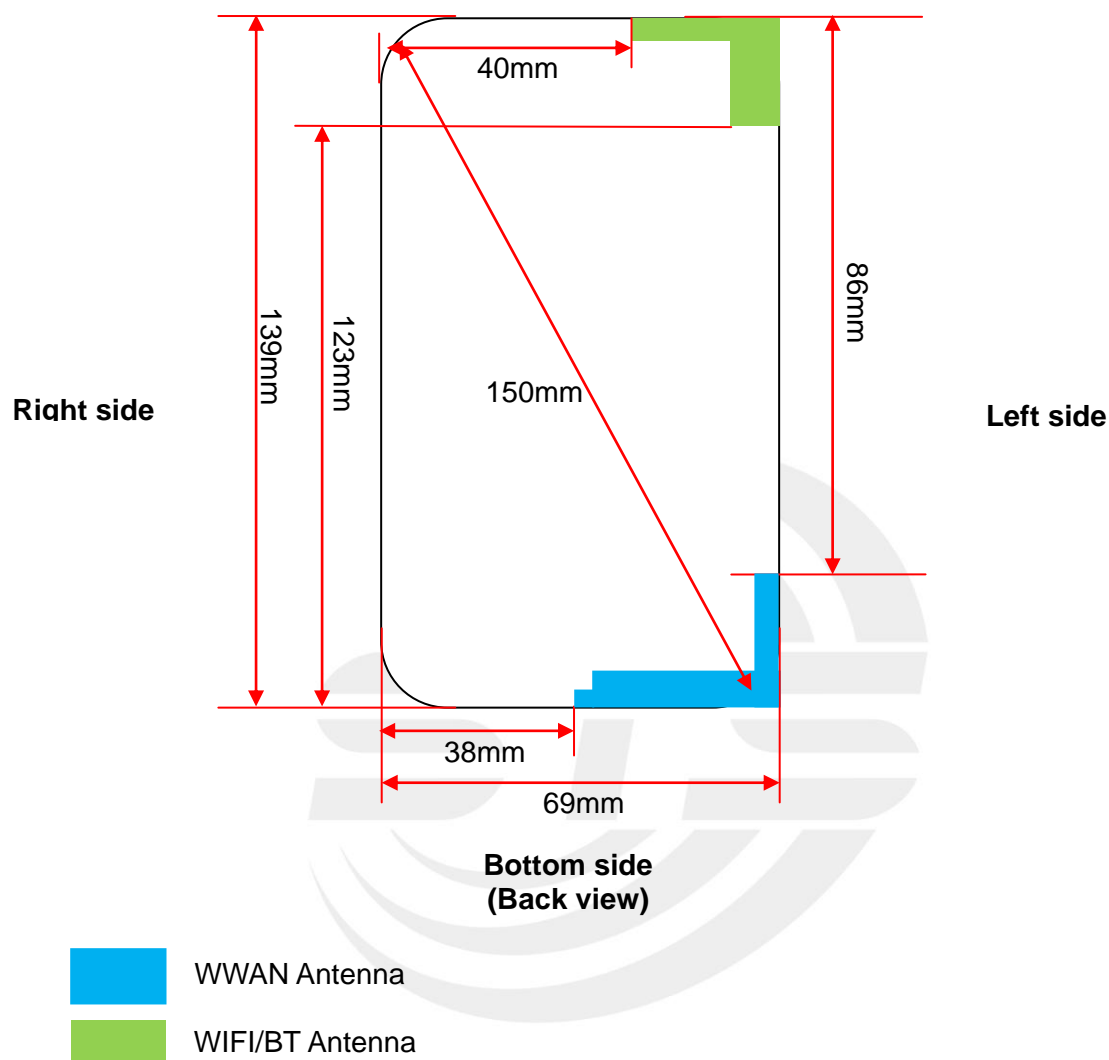 40mm
86mm
139mm
123mm
150mm
Right side
Left side
38mm
69mm
Bottom side
(Back view)
WWAN Antenna
WIFI/BT Antenna
STS